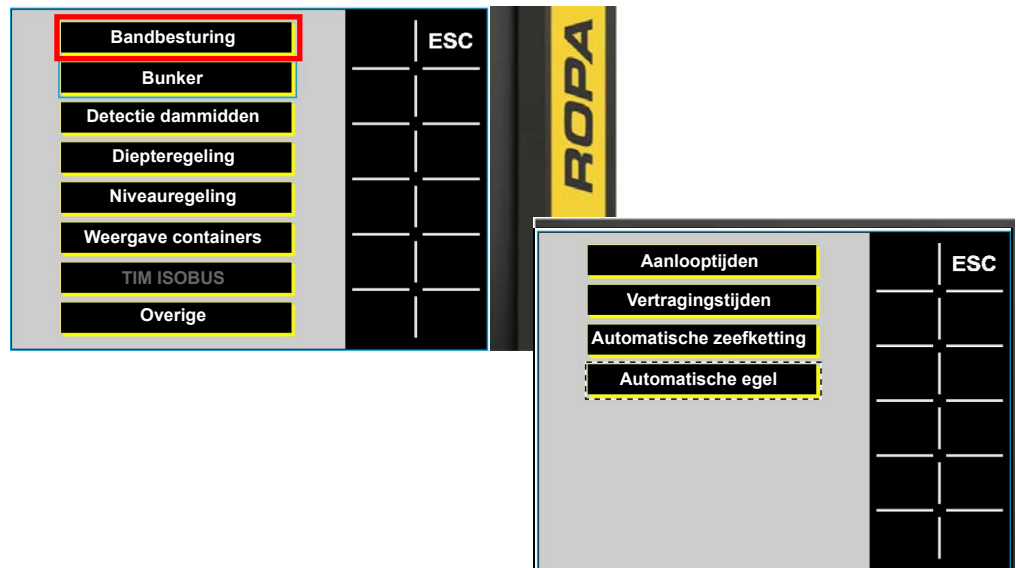 Bandbesturing
ESC
Bunker
Detectie dammidden
Diepteregeling
Niveauregeling
Weergave containers
TIM ISOBUS
Overige
ROPA
Aanlooptijden
ESC
Vertragingstijden
Automatische zeefketting
Automatische egel